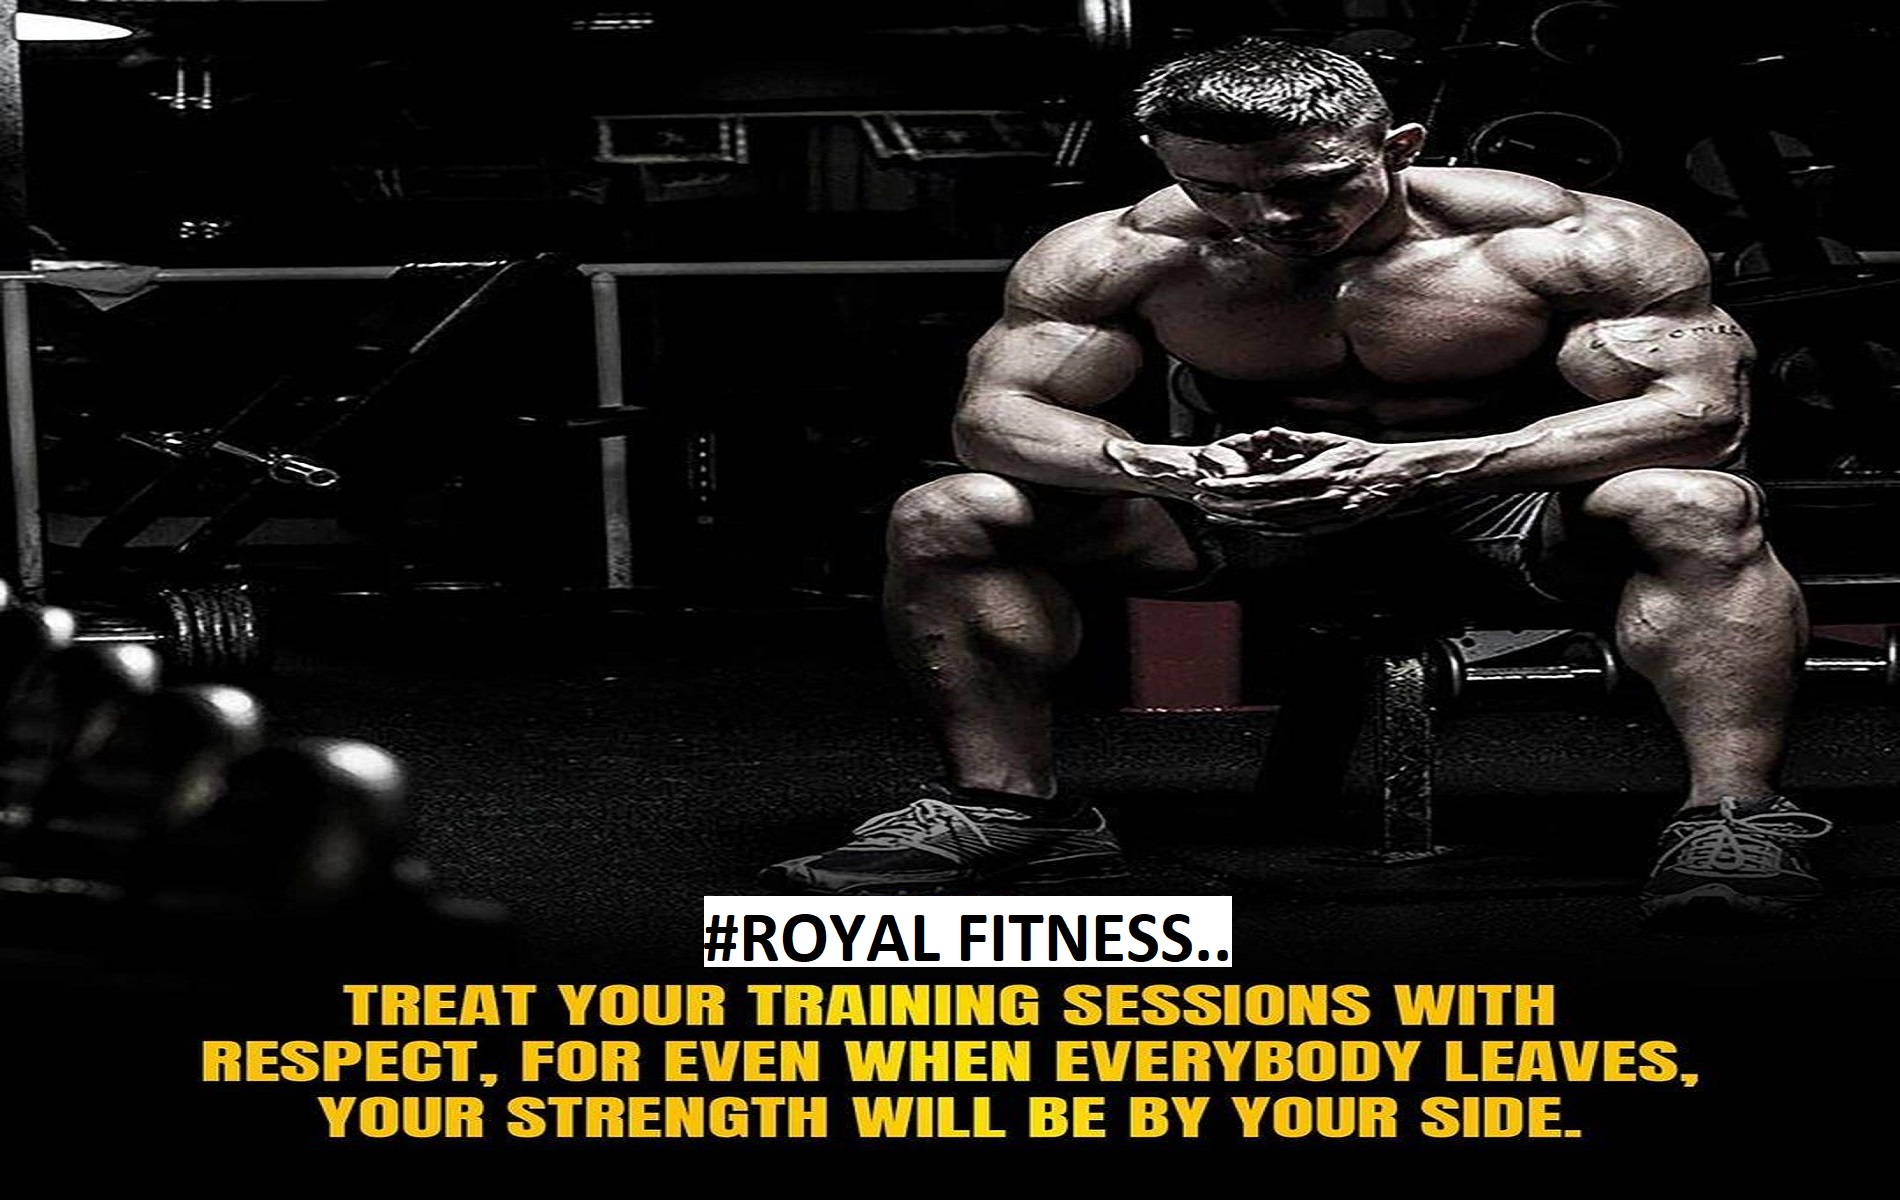 #ROYAL FITNESS..
TREAT YOUR TRAINING SESSIONS WITH
RESPECT, FOR EVEN WHEN EVERYBODY LEAVES,
YOUR STRENGTH WILL BE BY YOUR SIDE.